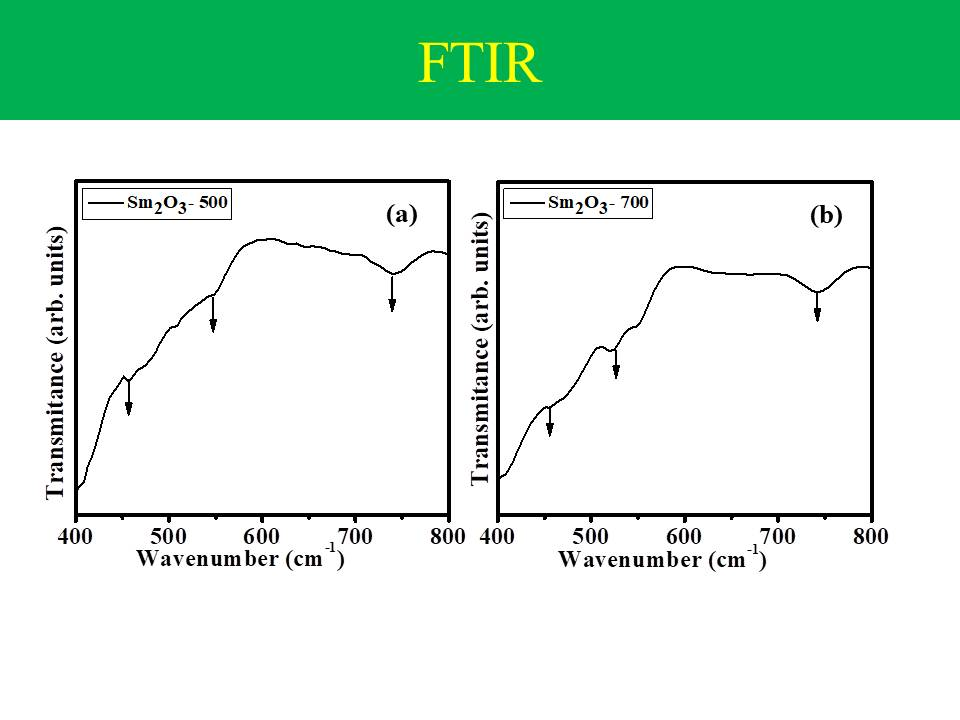 FTIR
Sm2O3- 500
(a)
Transmitance (arb. units)
400 500 600 700 800
Wavenumber (cm-1)
Sm2O3- 700
(b)
Transmitance (arb. units)
400 500 600 700 800
Wavenumber (cm-1)